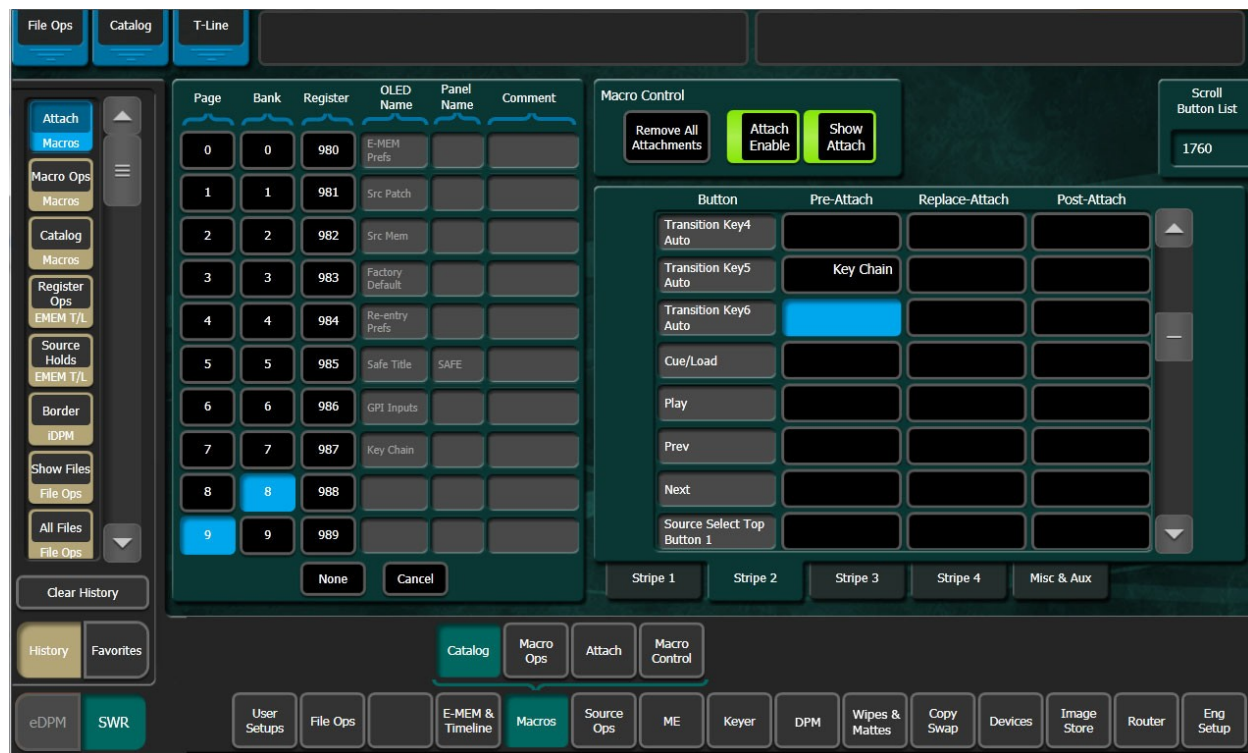 File Ops
Catalog
T-Line
Attach
Macros
Macro Ops
Macros
Catalog
Macros
Register
Ops
EMEM T/L
Source
Holds
EMEM T/L
Border
iDPM
Show Files
File Ops
All Files
File Ops
Clear History
History
Favorites
eDPM
SWR
Page
Bank
Register
OLED
Name
Panel
Name
Comment
0
0
980
E-MEM
Prefs
1
1
981
Src Patch
2
2
982
Src Mem
3
3
983
Factory
Default
4
4
984
Re-entry
Prefs
5
5
985
Safe Title
SAFE
6
6
986
GPI Inputs
7
7
987
Key Chain
8
8
988
9
9
989
None
Cancel
Macro Control
Remove All
Attachments
Attach
Enable
Show
Attach
Scroll
Button List
1760
Button
Pre-Attach
Replace-Attach
Post-Attach
Transition Key4
Auto
Transition Key5
Auto
Key Chain
Transition Key6
Auto
Cue/Load
Play
Prev
Next
Source Select Top
Button 1
Stripe 1
Stripe 2
Stripe 3
Stripe 4
Misc & Aux
Catalog
Macro
Ops
Attach
Macro
Control
User
Setups
File Ops
E-MEM &
Timeline
Macros
Source
Ops
ME
Keyer
DPM
Wipes &
Mattes
Copy
Swap
Devices
Image
Store
Router
Eng
Setup